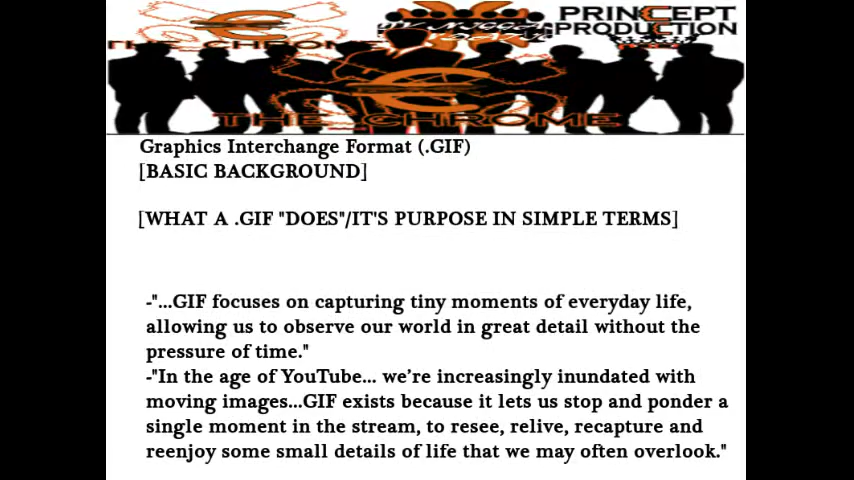 PRINCEPT
PRODUCTION
THE_CHROME
THE_CHROME
Graphics Interchange Format (.GIF)
[BASIC BACKGROUND]
[WHAT A .GIF "DOES"/IT'S PURPOSE IN SIMPLE TERMS]
-"...GIF focuses on capturing tiny moments of everyday life,
allowing us to observe our world in great detail without the
pressure of time."
-"In the age of YouTube... we’re increasingly inundated with
moving images...GIF exists because it lets us stop and ponder a
single moment in the stream, to resee, relive, recapture and
reenjoy some small details of life that we may often overlook."